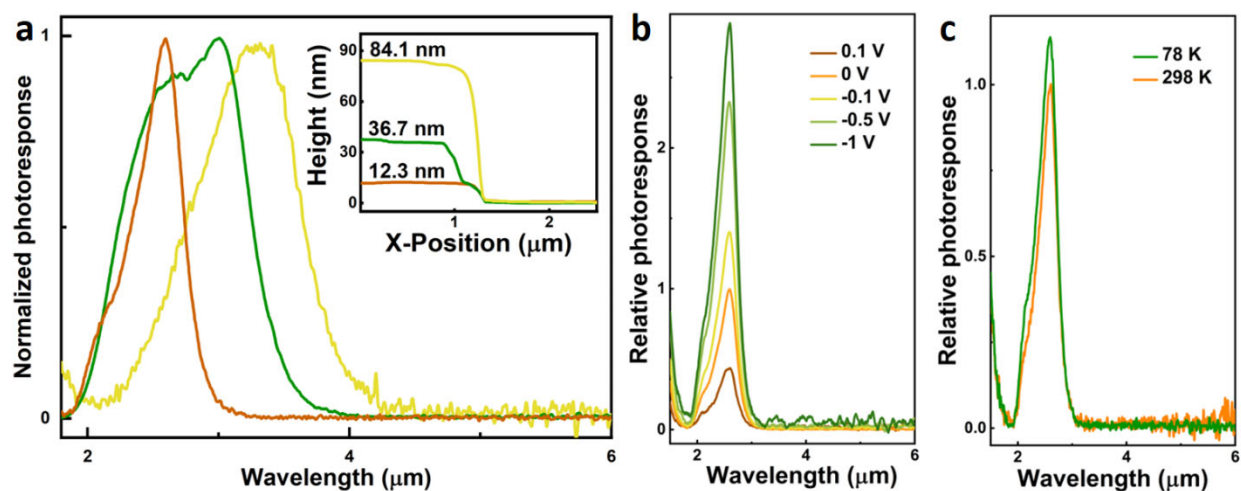 a
Normalized photoresponse
1
0
2
4
6
Wavelength (μm)
Height (nm)
90
60
30
0
84.1 nm
36.7 nm
12.3 nm
1
2
X-Position (μm)
b
Relative photoresponse
2
1
0
0.1 V
0 V
-0.1 V
-0.5 V
-1 V
2
4
6
Wavelength (μm)
c
Relative photoresponse
1.0
0.5
0.0
78 K
298 K
2
4
6
Wavelength (μm)